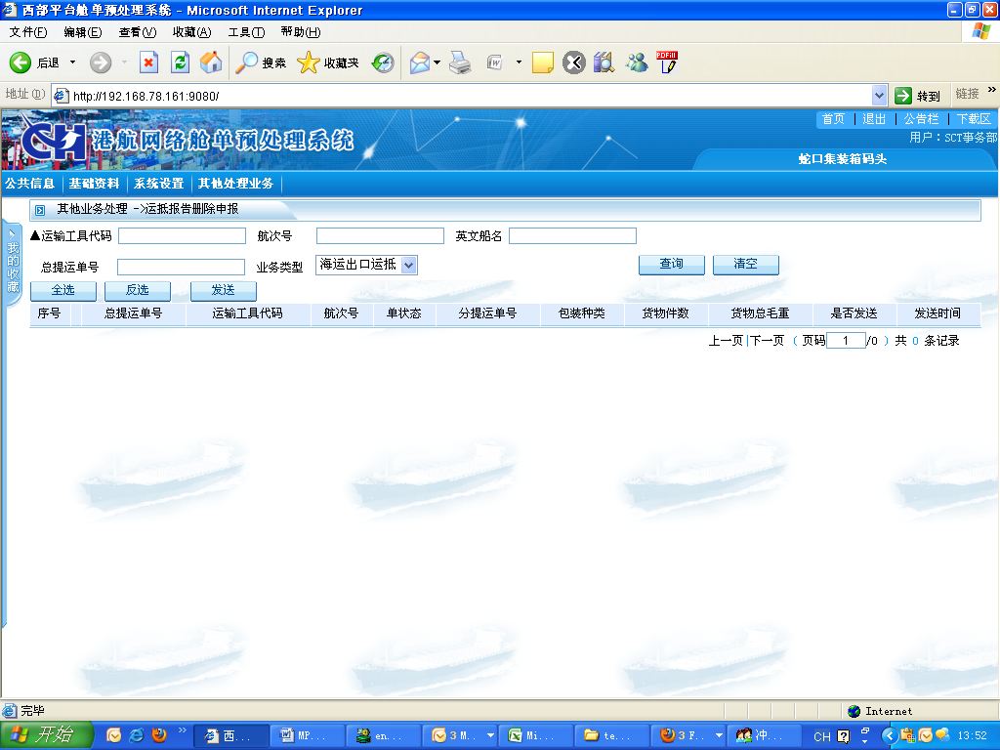 西部平台舱单预处理系统 - Microsoft Internet Explorer
文件(F) 编辑(E) 查看(V) 收藏(A) 工具(T) 帮助(H)
后退 搜索 收藏夹
地址(D) http://192.168.78.161:9080/ 转到 链接 »
首页 | 退出 | 公告栏 | 下载区
用户：SCT事务部
CH 港航网络舱单预处理系统
蛇口集装箱码头
公共信息 基础资料 系统设置 其他处理业务
其他业务处理 ->运抵报告删除申报
我的收藏
▲运输工具代码 航次号 英文船名
总提运单号 业务类型 海运出口运抵 查询 清空
全选 反选 发送
序号 总提运单号 运输工具代码 航次号 单状态 分提运单号 包装种类 货物件数 货物总毛重 是否发送 发送时间
上一页|下一页 ( 页码 1 /0 ) 共 0 条记录
完毕 Internet
开始 » 西... MP... en... 3 M... Mi... te... 3 F... 冲... CH 13:52